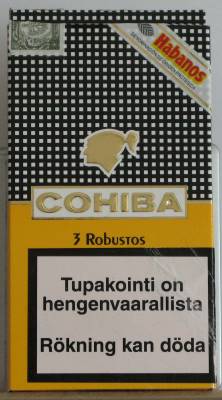 Habanos
COHIBA
3 Robustos
Tupakointi on
hengenvaarallista
Rökning kan döda